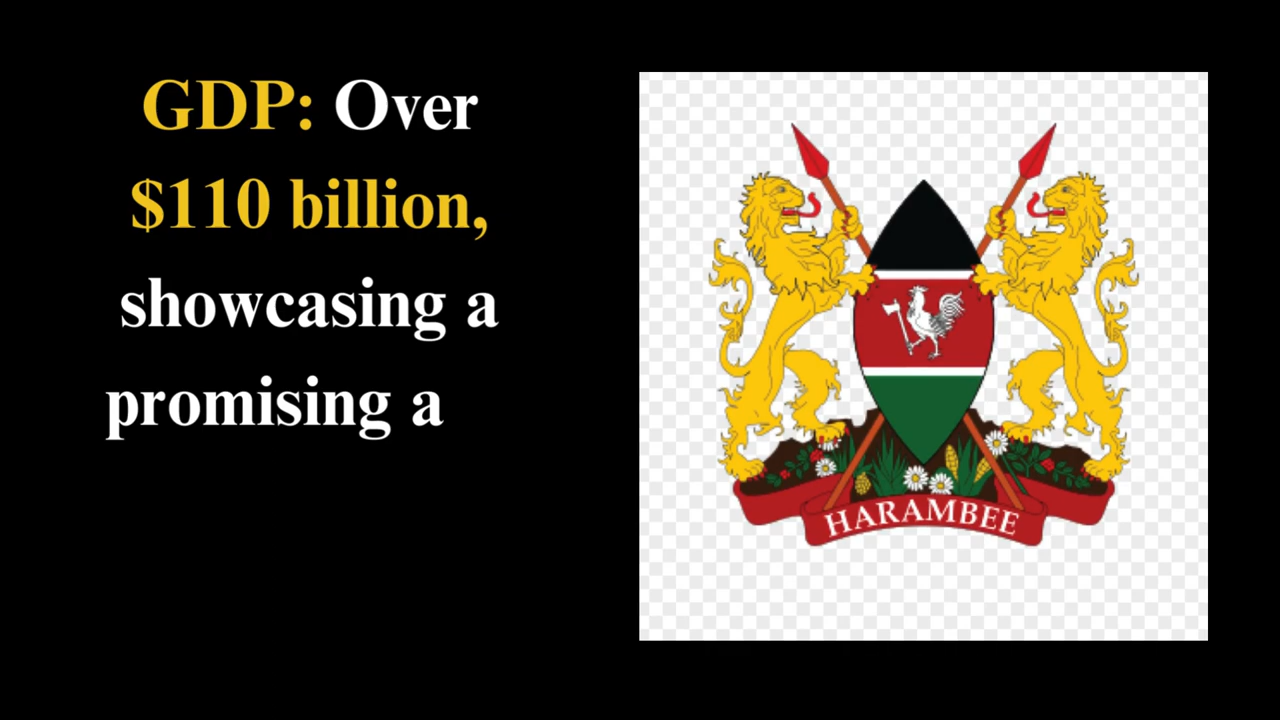 GDP: Over
$110 billion,
showcasing a
promising a
HARAMBEE